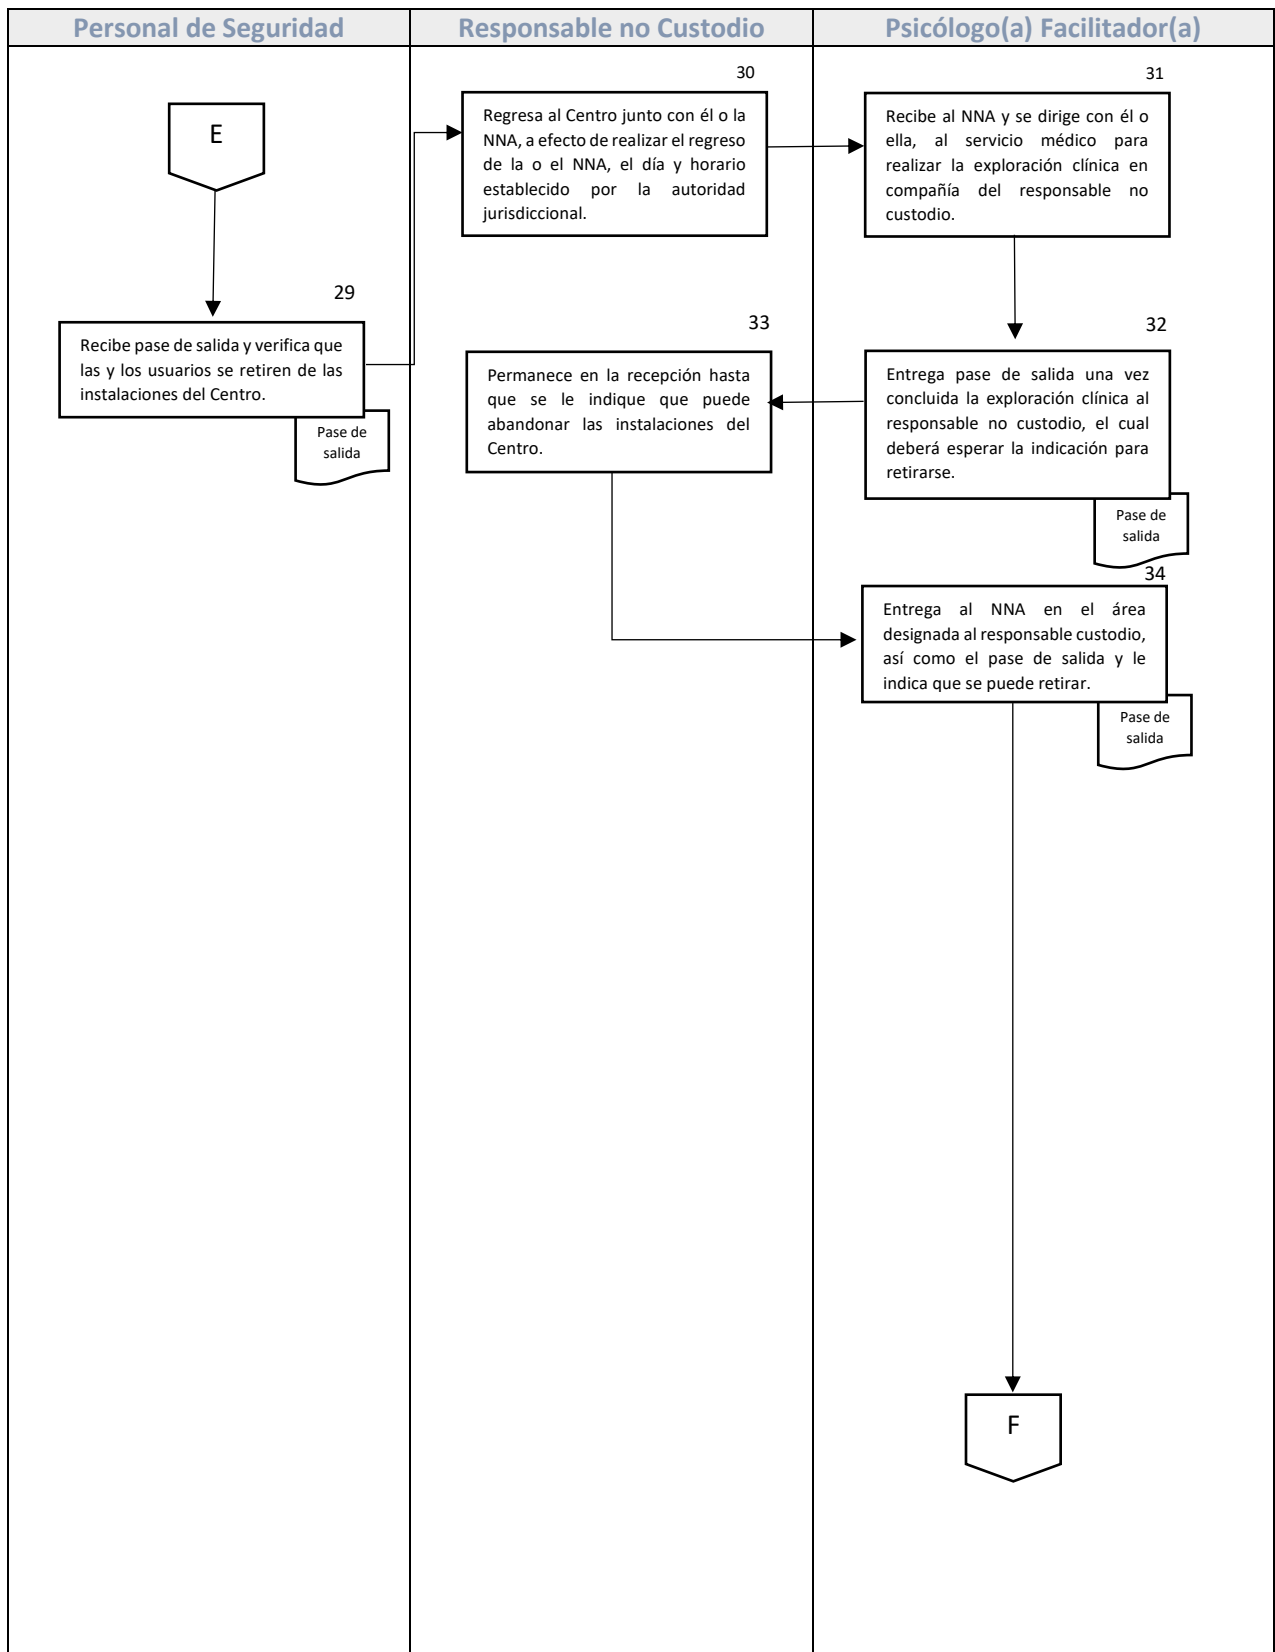 Personal de Seguridad
Responsable no Custodio
Psicólogo(a) Facilitador(a)
E
29
Recibe pase de salida y verifica que
las y los usuarios se retiren de las
instalaciones del Centro.
Pase de
salida
30
Regresa al Centro junto con él o la
NNA, a efecto de realizar el regreso
de la o el NNA, el día y horario
establecido por la autoridad
jurisdiccional.
31
Recibe al NNA y se dirige con él o
ella, al servicio médico para
realizar la exploración clínica en
compañía del responsable no
custodio.
32
Entrega pase de salida una vez
concluida la exploración clínica al
responsable no custodio, el cual
deberá esperar la indicación para
retirarse.
Pase de
salida
33
Permanece en la recepción hasta
que se le indique que puede
abandonar las instalaciones del
Centro.
34
Entrega al NNA en el área
designada al responsable custodio,
así como el pase de salida y le
indica que se puede retirar.
Pase de
salida
F